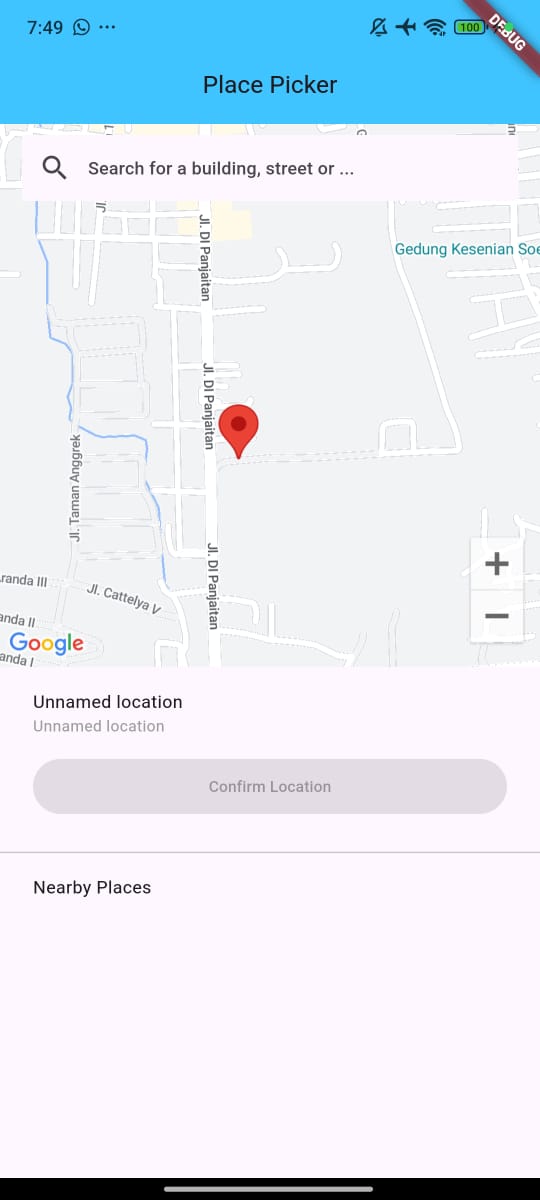 7:49
100
DEBUG
Place Picker
Search for a building, street or ...
Jl. DI Panjaitan
Gedung Kesenian Soe
Jl. DI Panjaitan
Jl. Taman Anggrek
Jl. DI Panjaitan
randa III
Jl. Cattelya V
anda II
Google
anda I
Unnamed location
Unnamed location
Confirm Location
Nearby Places